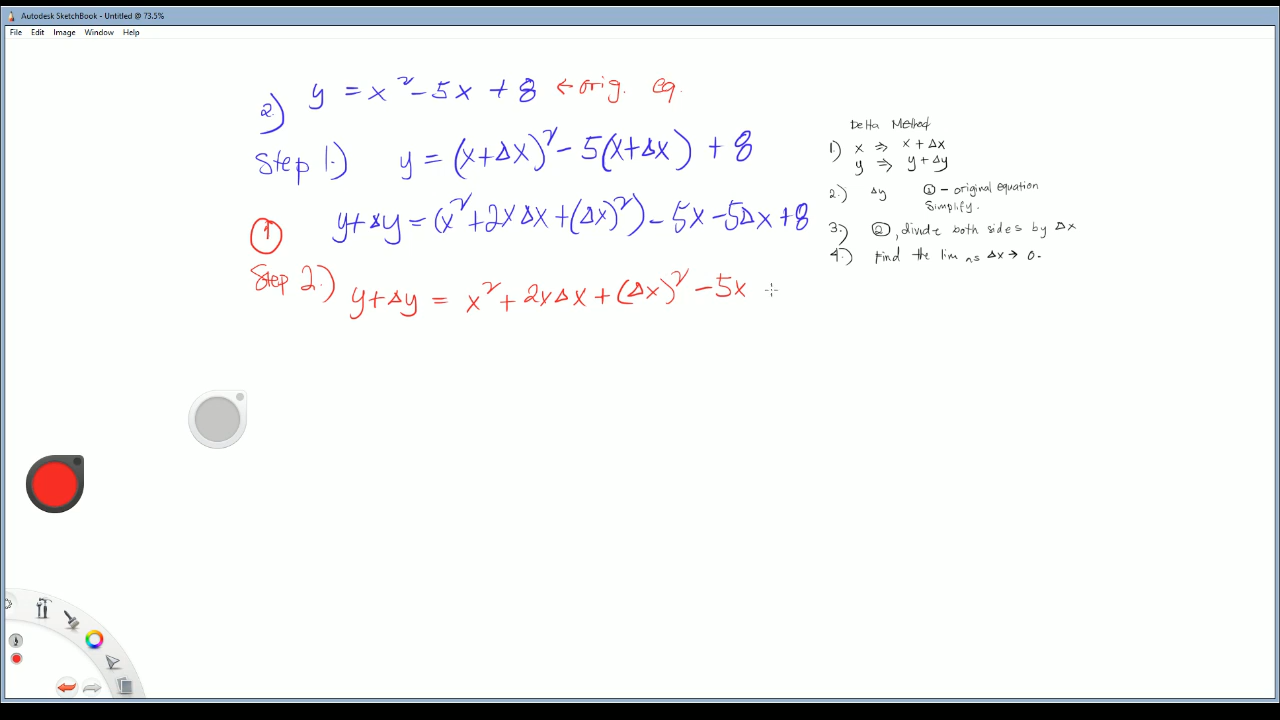 Autodesk SketchBook - Untitled @ 73.5%
File Edit Image Window Help
2.) y = x² - 5x + 8 ← orig. eq.
Step 1.) y = (x+Δx)² - 5(x+Δx) + 8
① y+Δy = (x²+2xΔx+(Δx)²) - 5x - 5Δx + 8
Step 2.) y+Δy = x² + 2xΔx + (Δx)² - 5x
Delta Method
1) x ⇒ x + Δx
y ⇒ y + Δy
2.) Δy ① - original equation
Simplify.
3.) ②, divide both sides by Δx
4.) Find the lim as Δx → 0.